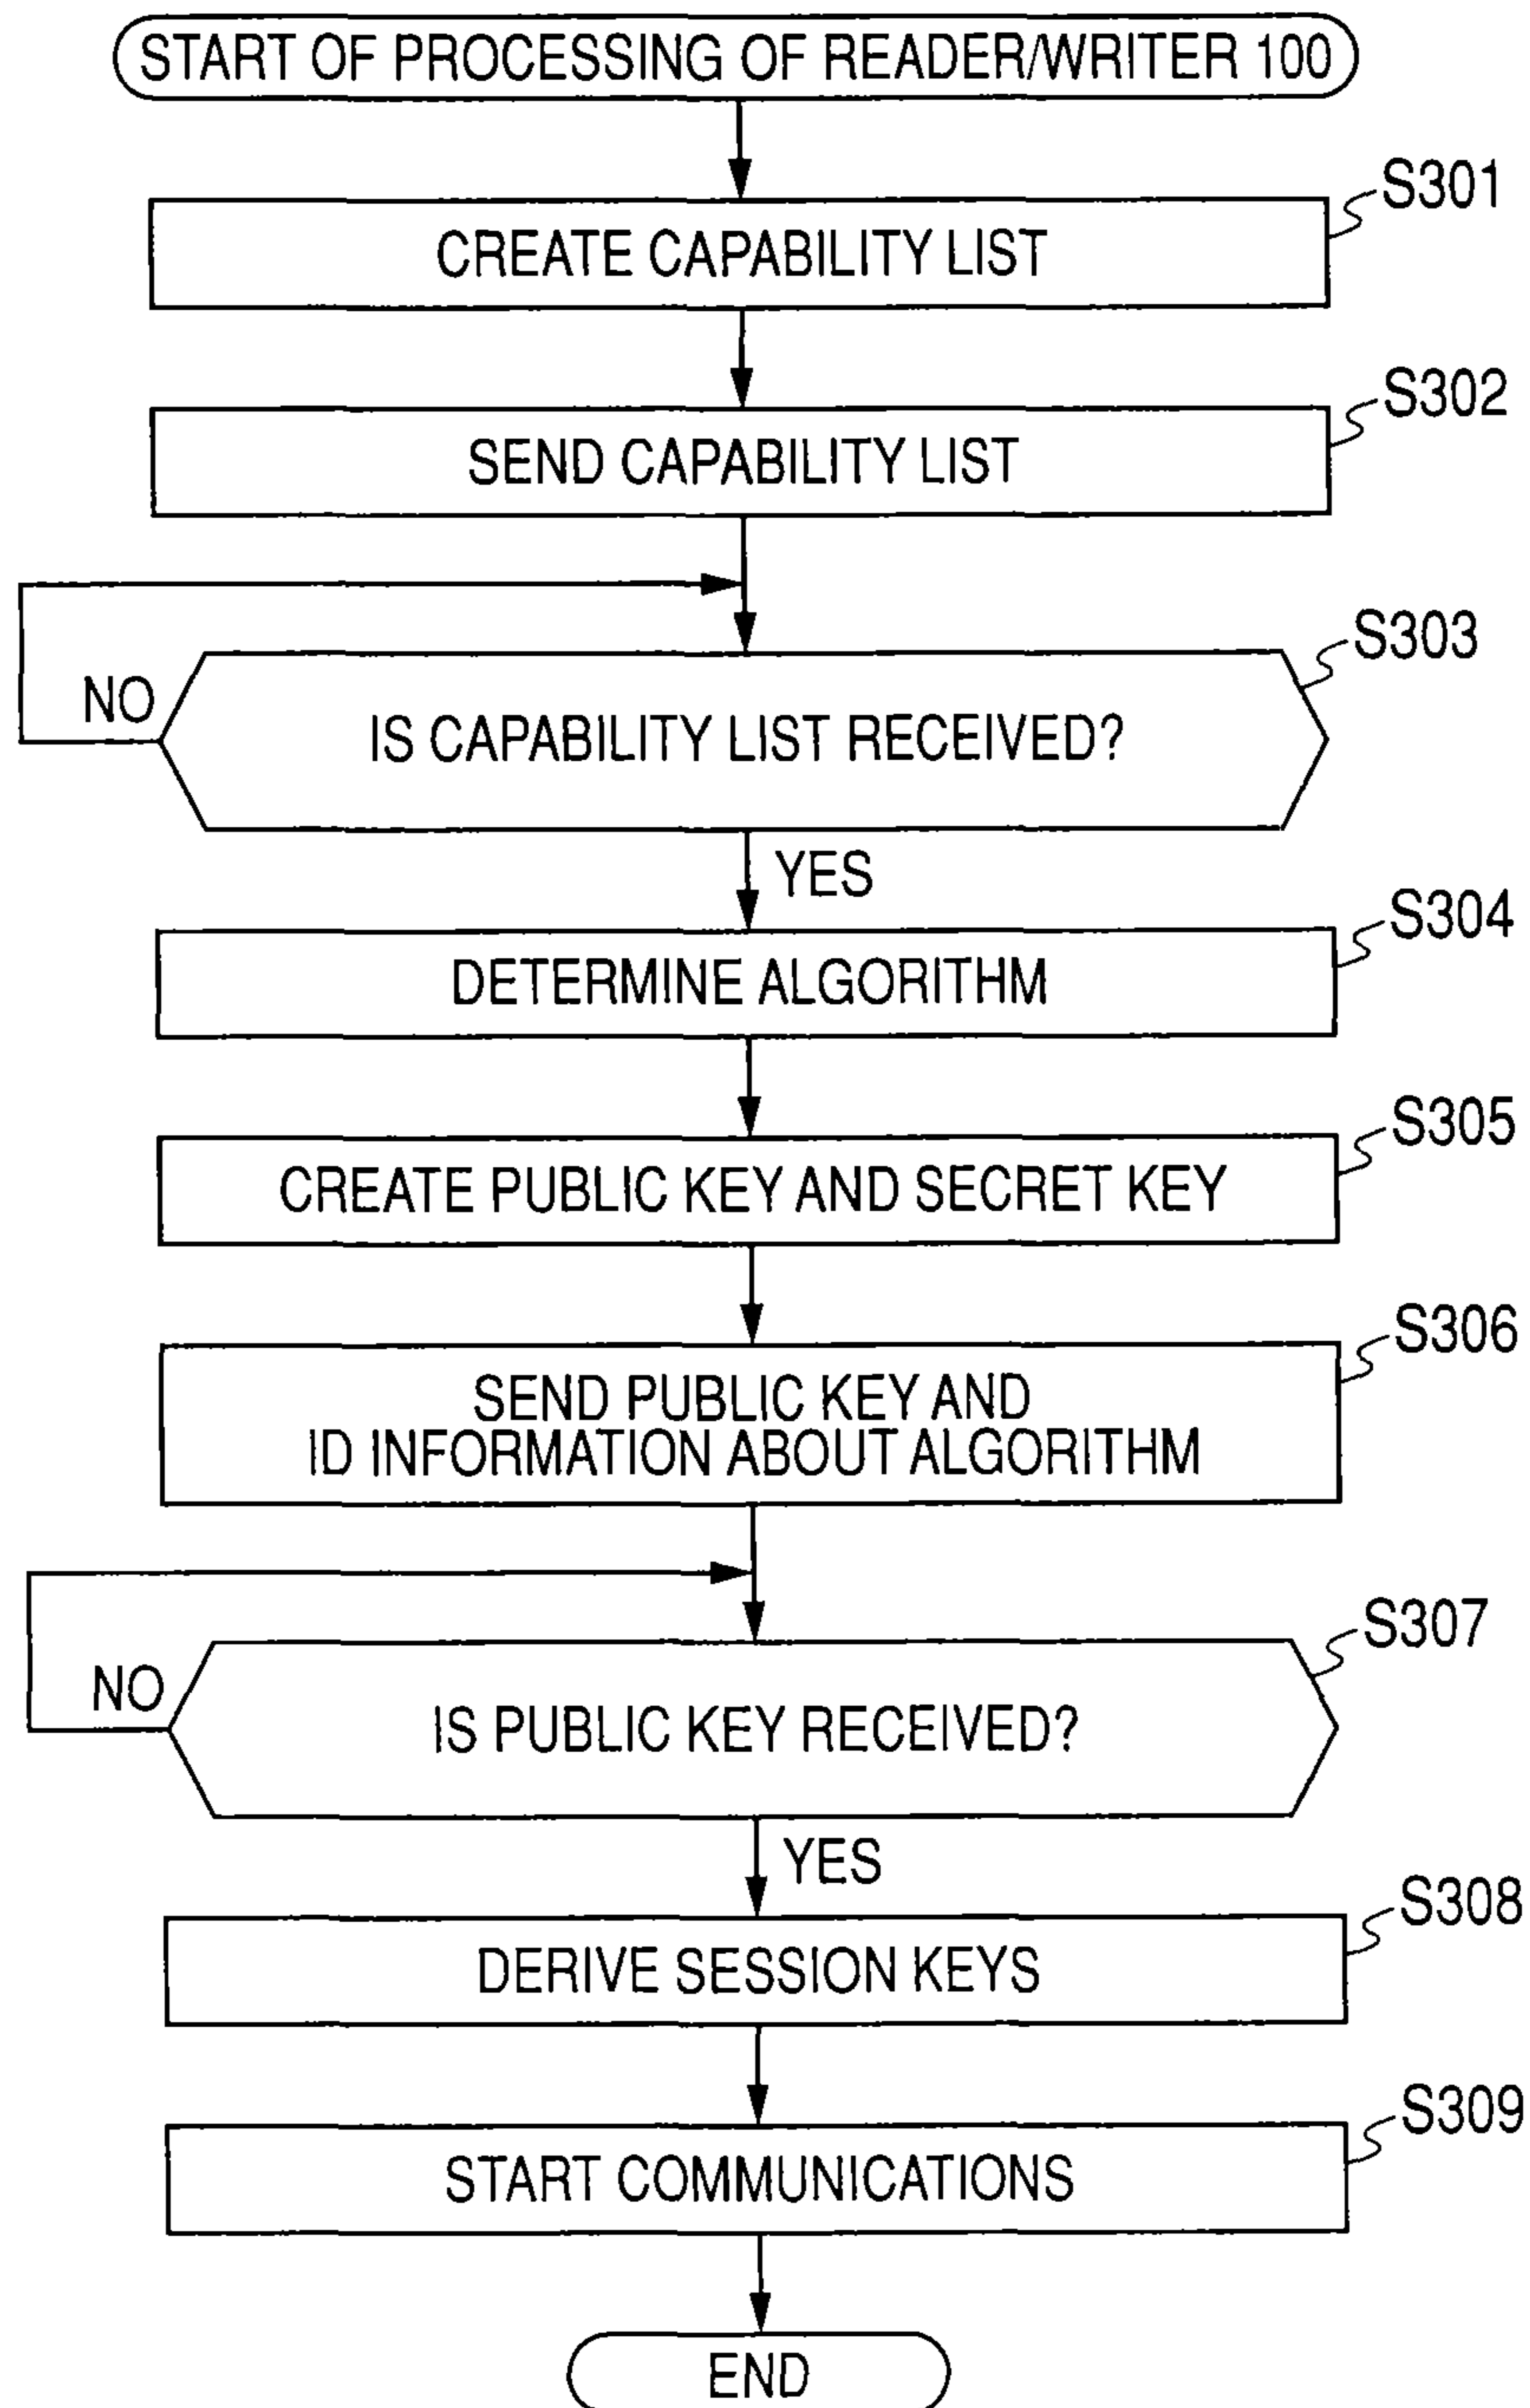 START OF PROCESSING OF READER/WRITER 100
S301
CREATE CAPABILITY LIST
S302
SEND CAPABILITY LIST
S303
NO
IS CAPABILITY LIST RECEIVED?
YES
S304
DETERMINE ALGORITHM
S305
CREATE PUBLIC KEY AND SECRET KEY
S306
SEND PUBLIC KEY AND
ID INFORMATION ABOUT ALGORITHM
S307
NO
IS PUBLIC KEY RECEIVED?
YES
S308
DERIVE SESSION KEYS
S309
START COMMUNICATIONS
END